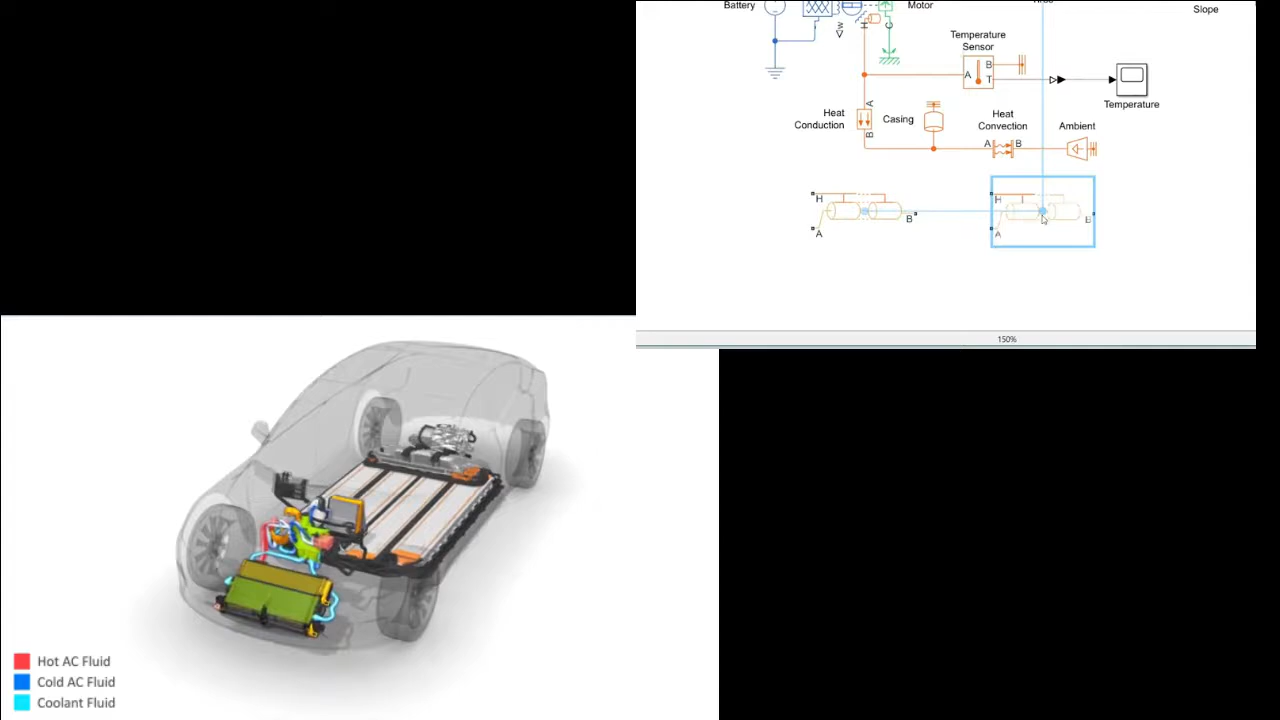 Battery
Motor
Slope
H
C
Temperature
Sensor
A
B
T
Temperature
Heat
Conduction
A
B
Casing
Heat
Convection
A
B
Ambient
H
A
B
H
A
B
150%
Hot AC Fluid
Cold AC Fluid
Coolant Fluid